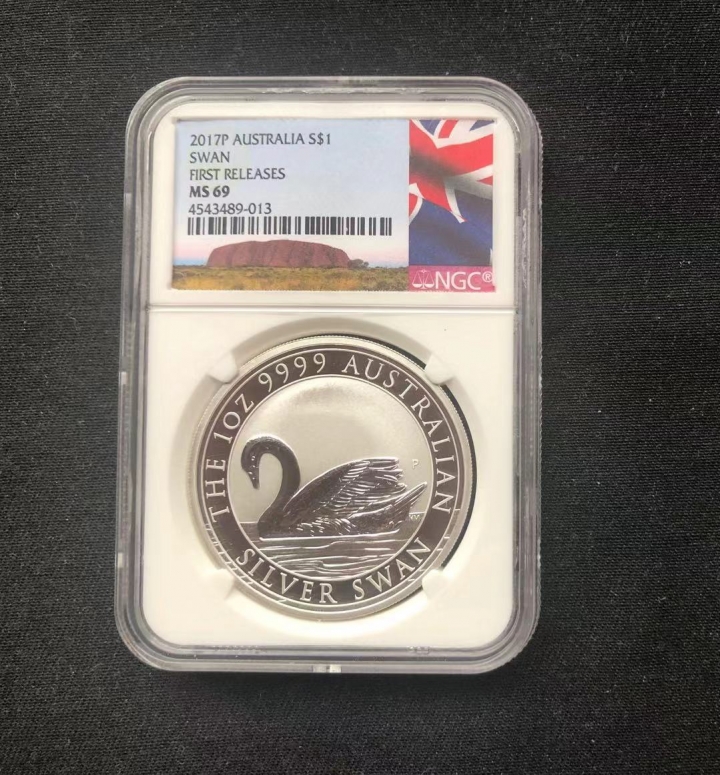 2017P AUSTRALIA S$1
SWAN
FIRST RELEASES
MS 69
4543489-013
NGC®
THE 1OZ 9999 AUSTRALIAN
P
SILVER SWAN